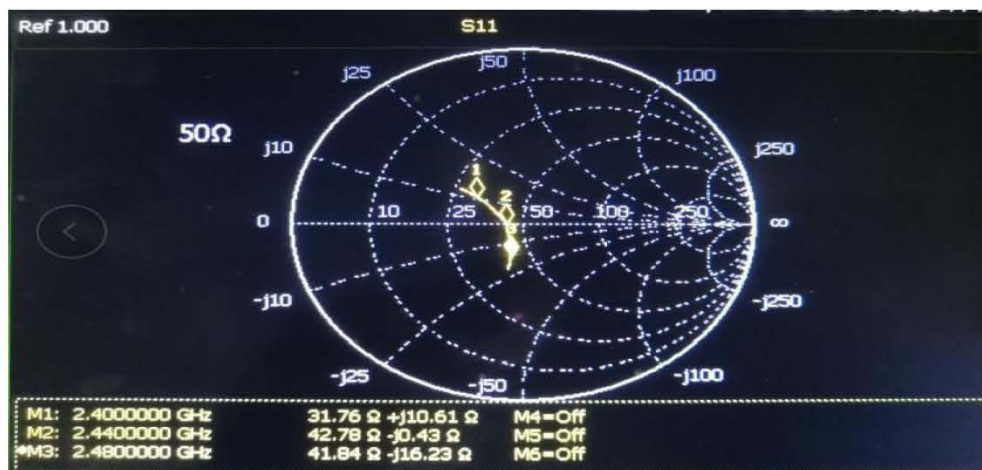 Ref 1.000
S11
j50
j25
j100
50Ω
j10
j250
1
2
0
10
25
50
100
250
∞
-j10
-j250
-j25
-j50
-j100
M1: 2.4000000 GHz 31.76 Ω +j10.61 Ω M4=Off
M2: 2.4400000 GHz 42.78 Ω -j0.43 Ω M5=Off
M3: 2.4800000 GHz 41.84 Ω -j16.23 Ω M6=Off